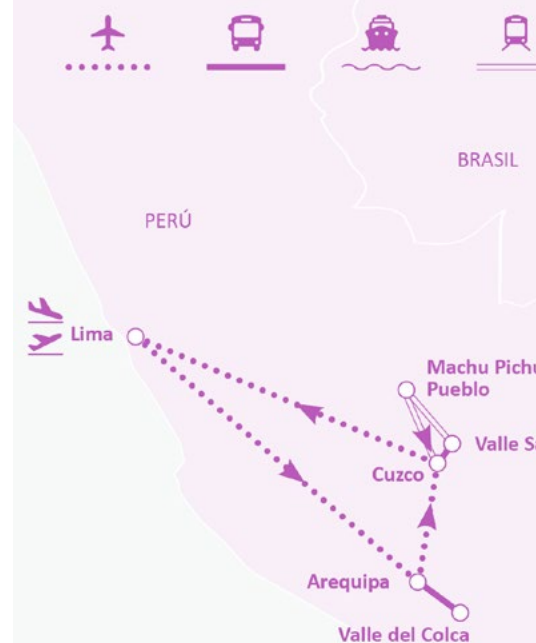 BRASIL
PERÚ
Lima
Machu Pichu
Pueblo
Valle
Cuzco
Arequipa
Valle del Colca